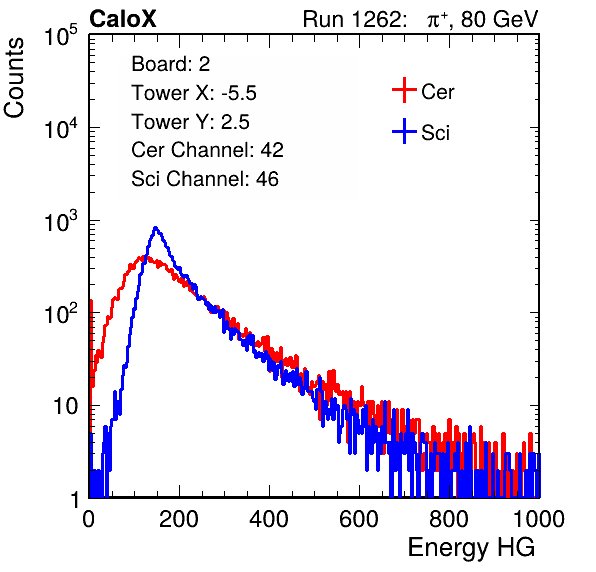 CaloX Run 1262: π⁺, 80 GeV
Counts
10⁵
10⁴
10³
10²
10
1
Board: 2
Tower X: -5.5
Tower Y: 2.5
Cer Channel: 42
Sci Channel: 46
Cer
Sci
0 200 400 600 800 1000
Energy HG